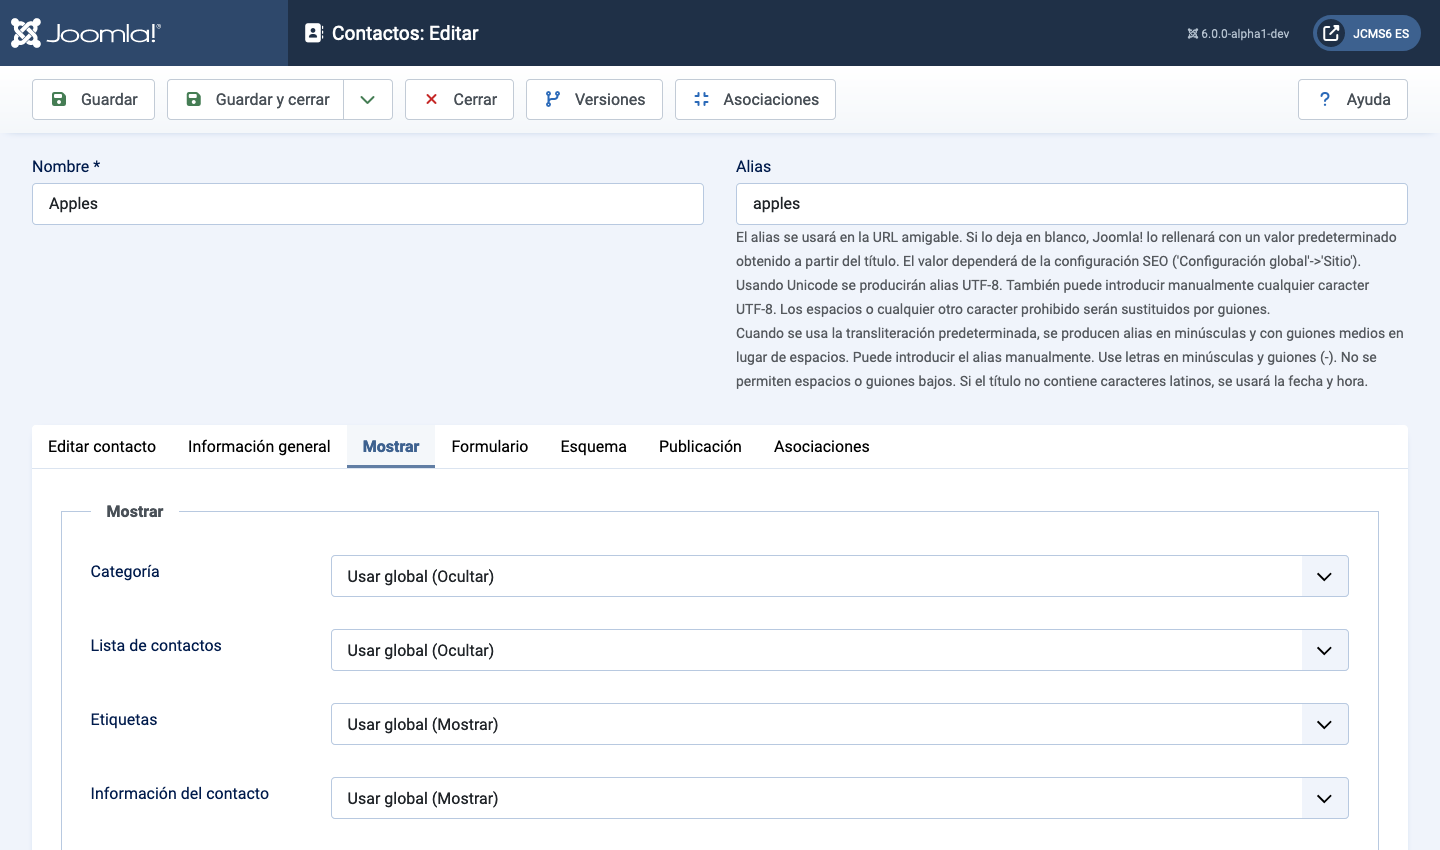 Joomla!®
Contactos: Editar
6.0.0-alpha1-dev
JCMS6 ES
Guardar
Guardar y cerrar
Cerrar
Versiones
Asociaciones
? Ayuda
Nombre *
Apples
Alias
apples
El alias se usará en la URL amigable. Si lo deja en blanco, Joomla! lo rellenará con un valor predeterminado
obtenido a partir del título. El valor dependerá de la configuración SEO ('Configuración global'->'Sitio').
Usando Unicode se producirán alias UTF-8. También puede introducir manualmente cualquier caracter
UTF-8. Los espacios o cualquier otro caracter prohibido serán sustituidos por guiones.
Cuando se usa la transliteración predeterminada, se producen alias en minúsculas y con guiones medios en
lugar de espacios. Puede introducir el alias manualmente. Use letras en minúsculas y guiones (-). No se
permiten espacios o guiones bajos. Si el título no contiene caracteres latinos, se usará la fecha y hora.
Editar contacto
Información general
Mostrar
Formulario
Esquema
Publicación
Asociaciones
Mostrar
Categoría
Usar global (Ocultar)
Lista de contactos
Usar global (Ocultar)
Etiquetas
Usar global (Mostrar)
Información del contacto
Usar global (Mostrar)